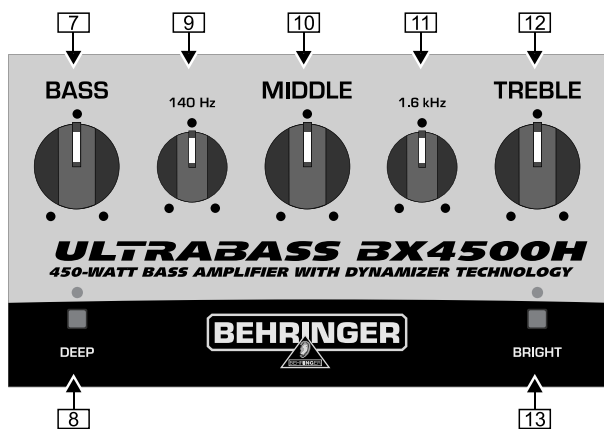 7 9 10 11 12
BASS 140 Hz MIDDLE 1.6 kHz TREBLE
ULTRABASS BX4500H
450-WATT BASS AMPLIFIER WITH DYNAMIZER TECHNOLOGY
BEHRINGER
BEHRINGER
DEEP BRIGHT
8 13